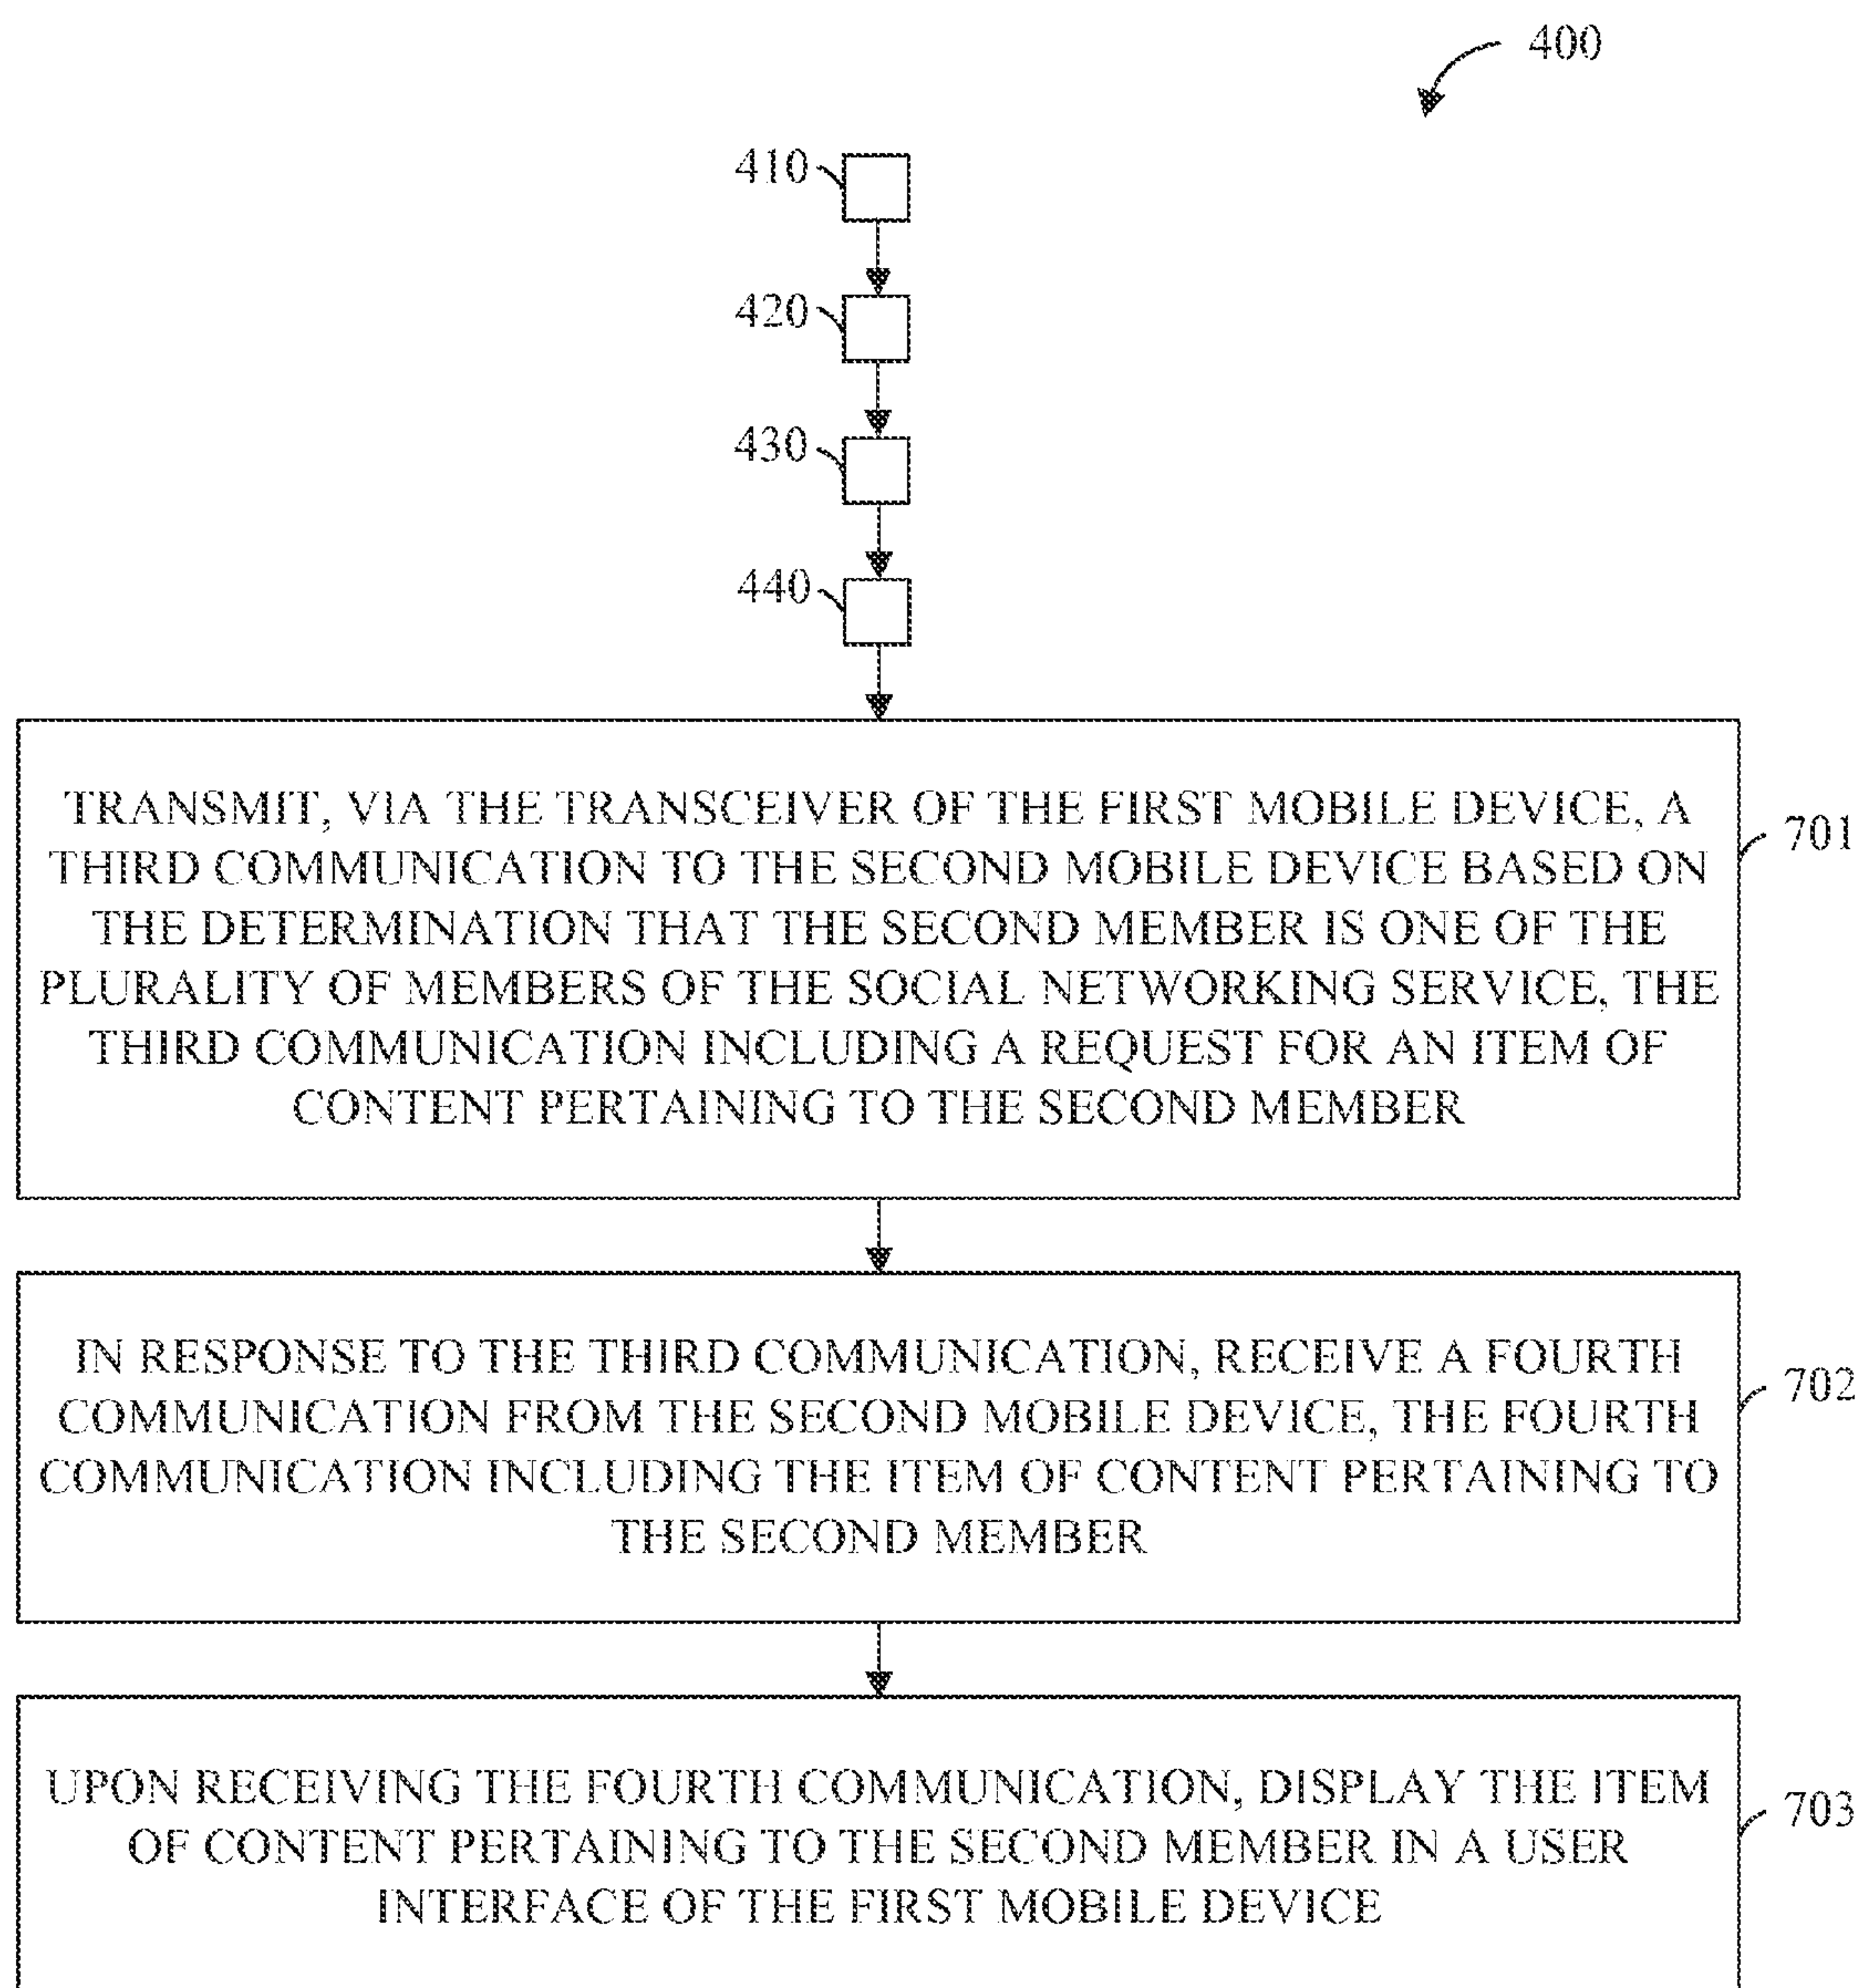 400
410
420
430
440
TRANSMIT, VIA THE TRANSCEIVER OF THE FIRST MOBILE DEVICE, A
THIRD COMMUNICATION TO THE SECOND MOBILE DEVICE BASED ON
THE DETERMINATION THAT THE SECOND MEMBER IS ONE OF THE
PLURALITY OF MEMBERS OF THE SOCIAL NETWORKING SERVICE, THE
THIRD COMMUNICATION INCLUDING A REQUEST FOR AN ITEM OF
CONTENT PERTAINING TO THE SECOND MEMBER
701
IN RESPONSE TO THE THIRD COMMUNICATION, RECEIVE A FOURTH
COMMUNICATION FROM THE SECOND MOBILE DEVICE, THE FOURTH
COMMUNICATION INCLUDING THE ITEM OF CONTENT PERTAINING TO
THE SECOND MEMBER
702
UPON RECEIVING THE FOURTH COMMUNICATION, DISPLAY THE ITEM
OF CONTENT PERTAINING TO THE SECOND MEMBER IN A USER
INTERFACE OF THE FIRST MOBILE DEVICE
703